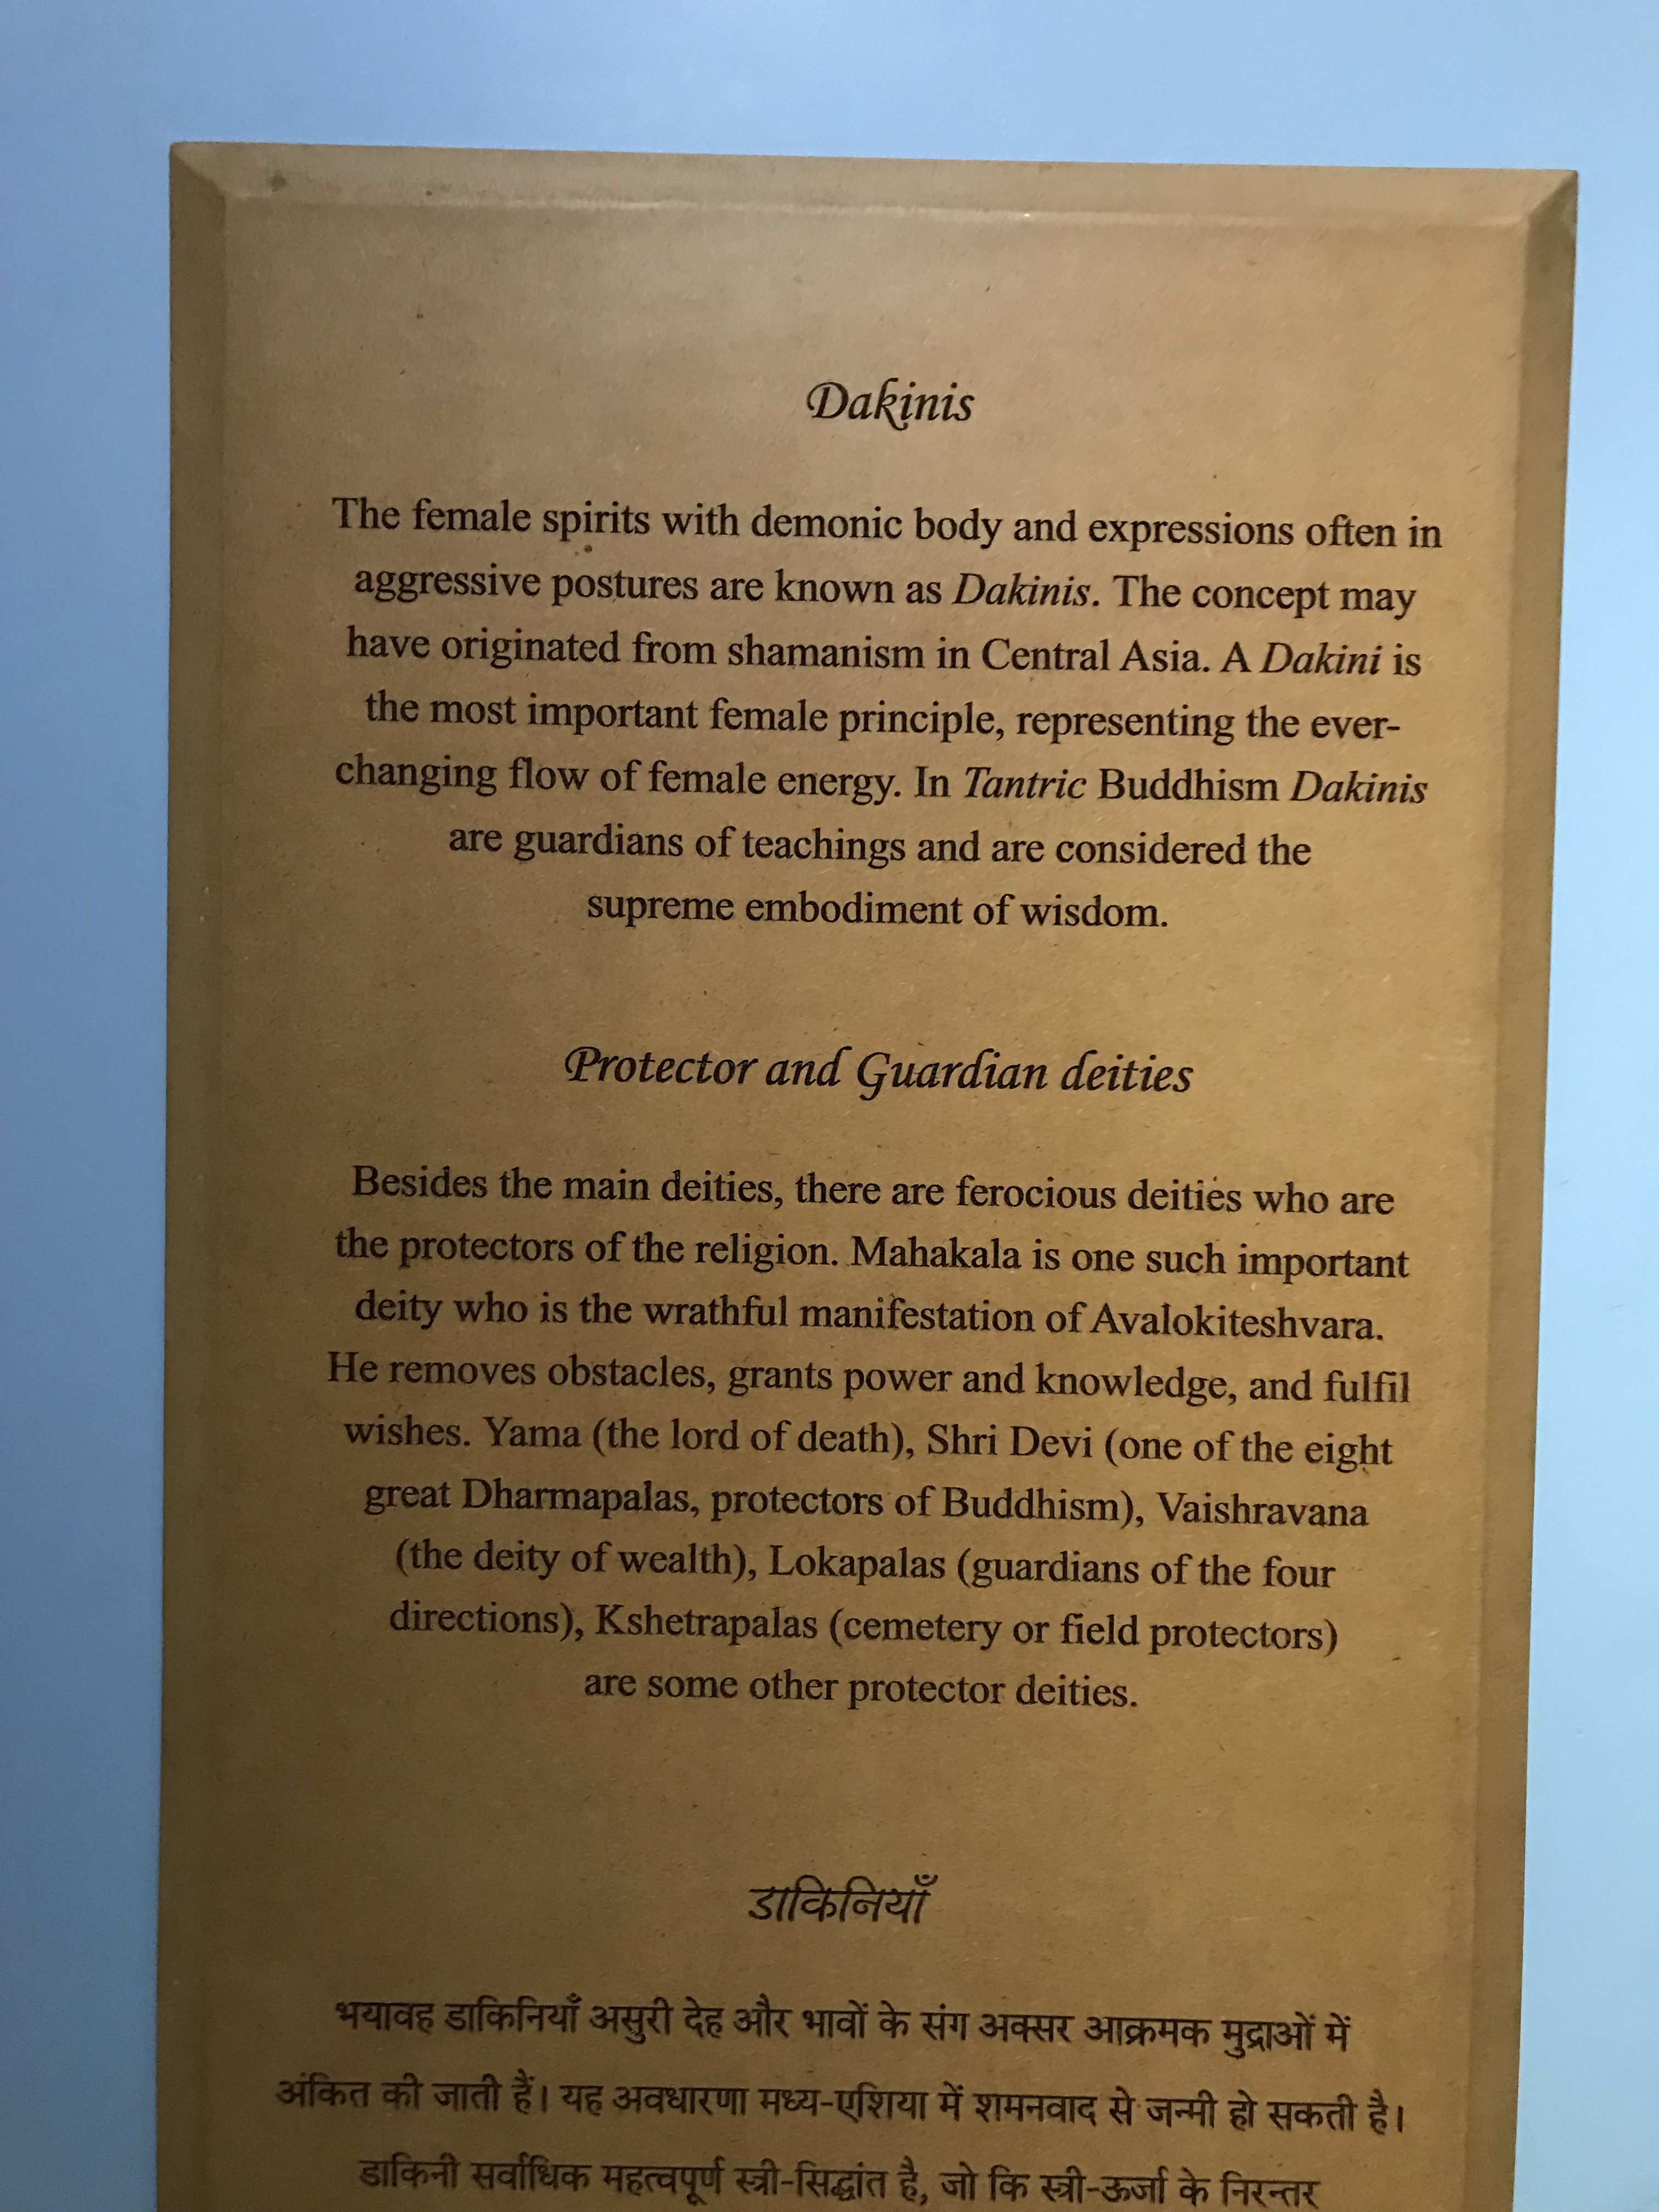 Dakinis
The female spirits with demonic body and expressions often in
aggressive postures are known as Dakinis. The concept may
have originated from shamanism in Central Asia. A Dakini is
the most important female principle, representing the ever-
changing flow of female energy. In Tantric Buddhism Dakinis
are guardians of teachings and are considered the
supreme embodiment of wisdom.
Protector and Guardian deities
Besides the main deities, there are ferocious deities who are
the protectors of the religion. Mahakala is one such important
deity who is the wrathful manifestation of Avalokiteshvara.
He removes obstacles, grants power and knowledge, and fulfil
wishes. Yama (the lord of death), Shri Devi (one of the eight
great Dharmapalas, protectors of Buddhism), Vaishravana
(the deity of wealth), Lokapalas (guardians of the four
directions), Kshetrapalas (cemetery or field protectors)
are some other protector deities.
डाकिनियाँ
भयावह डाकिनियाँ असुरी देह और भावों के संग अक्सर आक्रमक मुद्राओं में
अंकित की जाती हैं। यह अवधारणा मध्य-एशिया में शमनवाद से जन्मी हो सकती है।
डाकिनी सर्वाधिक महत्वपूर्ण स्त्री-सिद्धांत है, जो कि स्त्री-ऊर्जा के निरन्तर